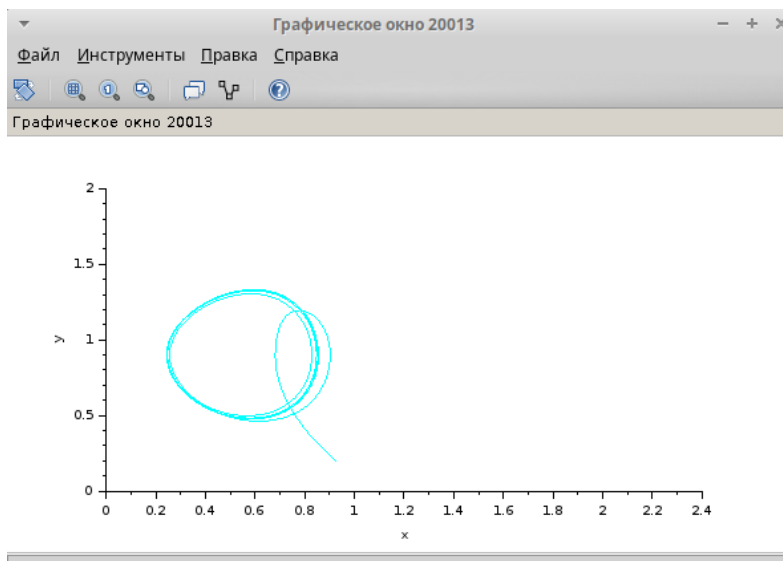 Графическое окно 20013
Файл Инструменты Правка Справка
Графическое окно 20013
2
1.5
y
1
0.5
0
0 0.2 0.4 0.6 0.8 1 1.2 1.4 1.6 1.8 2 2.2 2.4
x